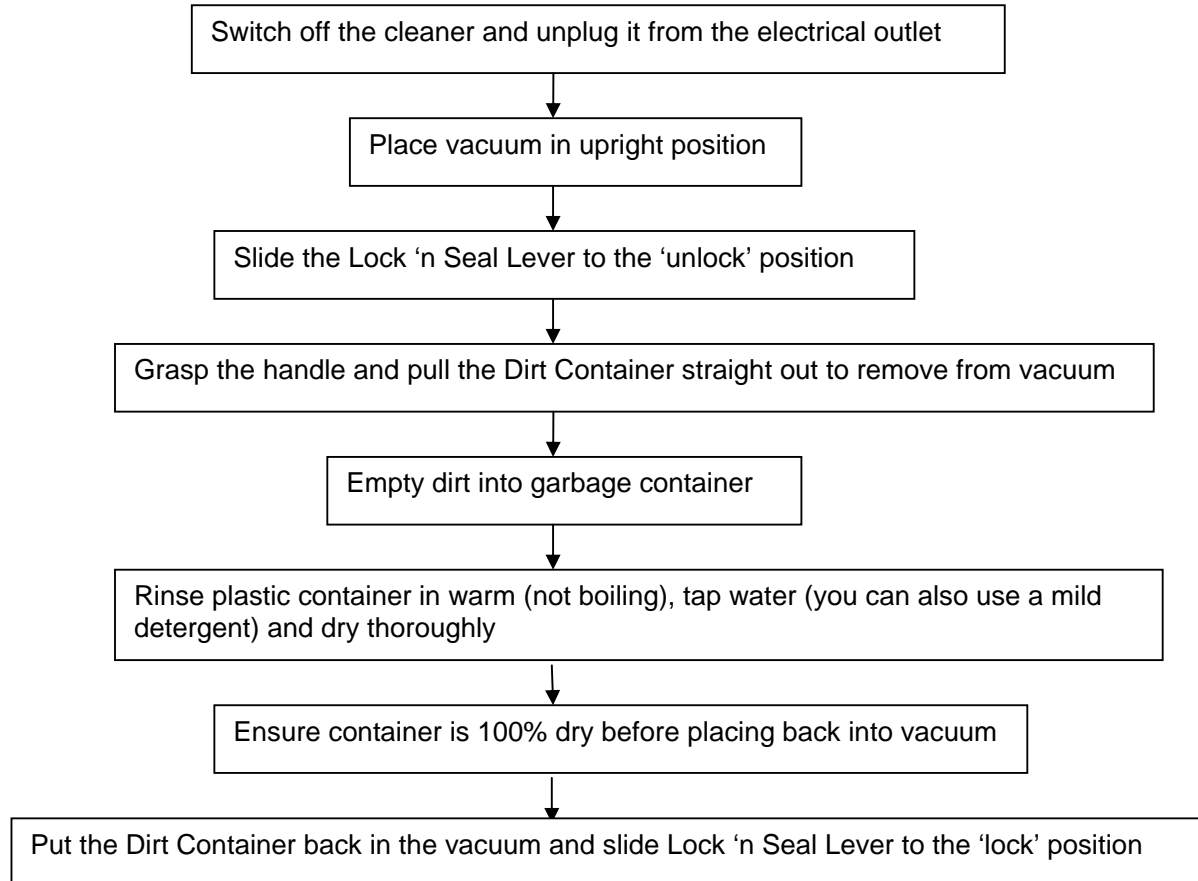 Switch off the cleaner and unplug it from the electrical outlet
Place vacuum in upright position
Slide the Lock ‘n Seal Lever to the ‘unlock’ position
Grasp the handle and pull the Dirt Container straight out to remove from vacuum
Empty dirt into garbage container
Rinse plastic container in warm (not boiling), tap water (you can also use a mild
detergent) and dry thoroughly
Ensure container is 100% dry before placing back into vacuum
Put the Dirt Container back in the vacuum and slide Lock ‘n Seal Lever to the ‘lock’ position